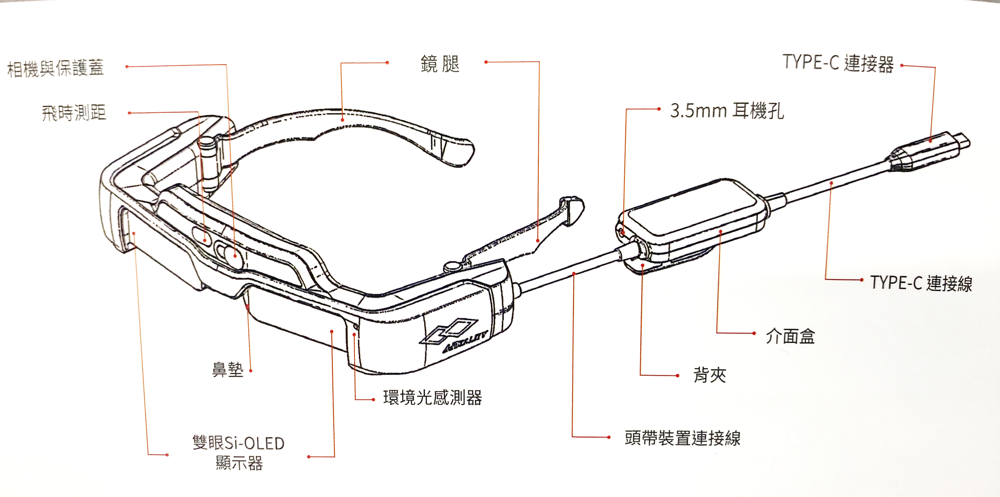 相機與保護蓋
鏡腿
TYPE-C 連接器
飛時測距
3.5mm 耳機孔
TYPE-C 連接線
介面盒
鼻墊
背夾
環境光感測器
頭帶裝置連接線
雙眼Si-OLED
顯示器